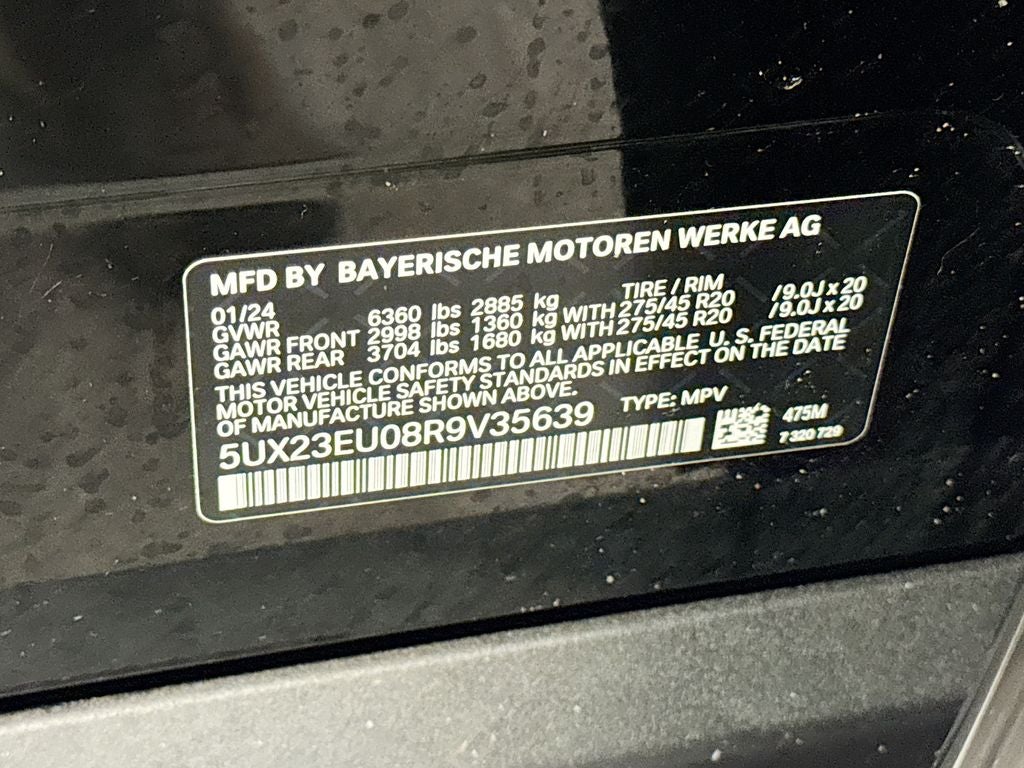 MFD BY BAYERISCHE MOTOREN WERKE AG
01/24 TIRE / RIM
GVWR 6360 lbs 2885 kg
GAWR FRONT 2998 lbs 1360 kg WITH 275/45 R20 /9.0J x 20
GAWR REAR 3704 lbs 1680 kg WITH 275/45 R20 /9.0J x 20
THIS VEHICLE CONFORMS TO ALL APPLICABLE U. S. FEDERAL
MOTOR VEHICLE SAFETY STANDARDS IN EFFECT ON THE DATE
OF MANUFACTURE SHOWN ABOVE.
5UX23EU08R9V35639 TYPE: MPV
475M
7 320 729